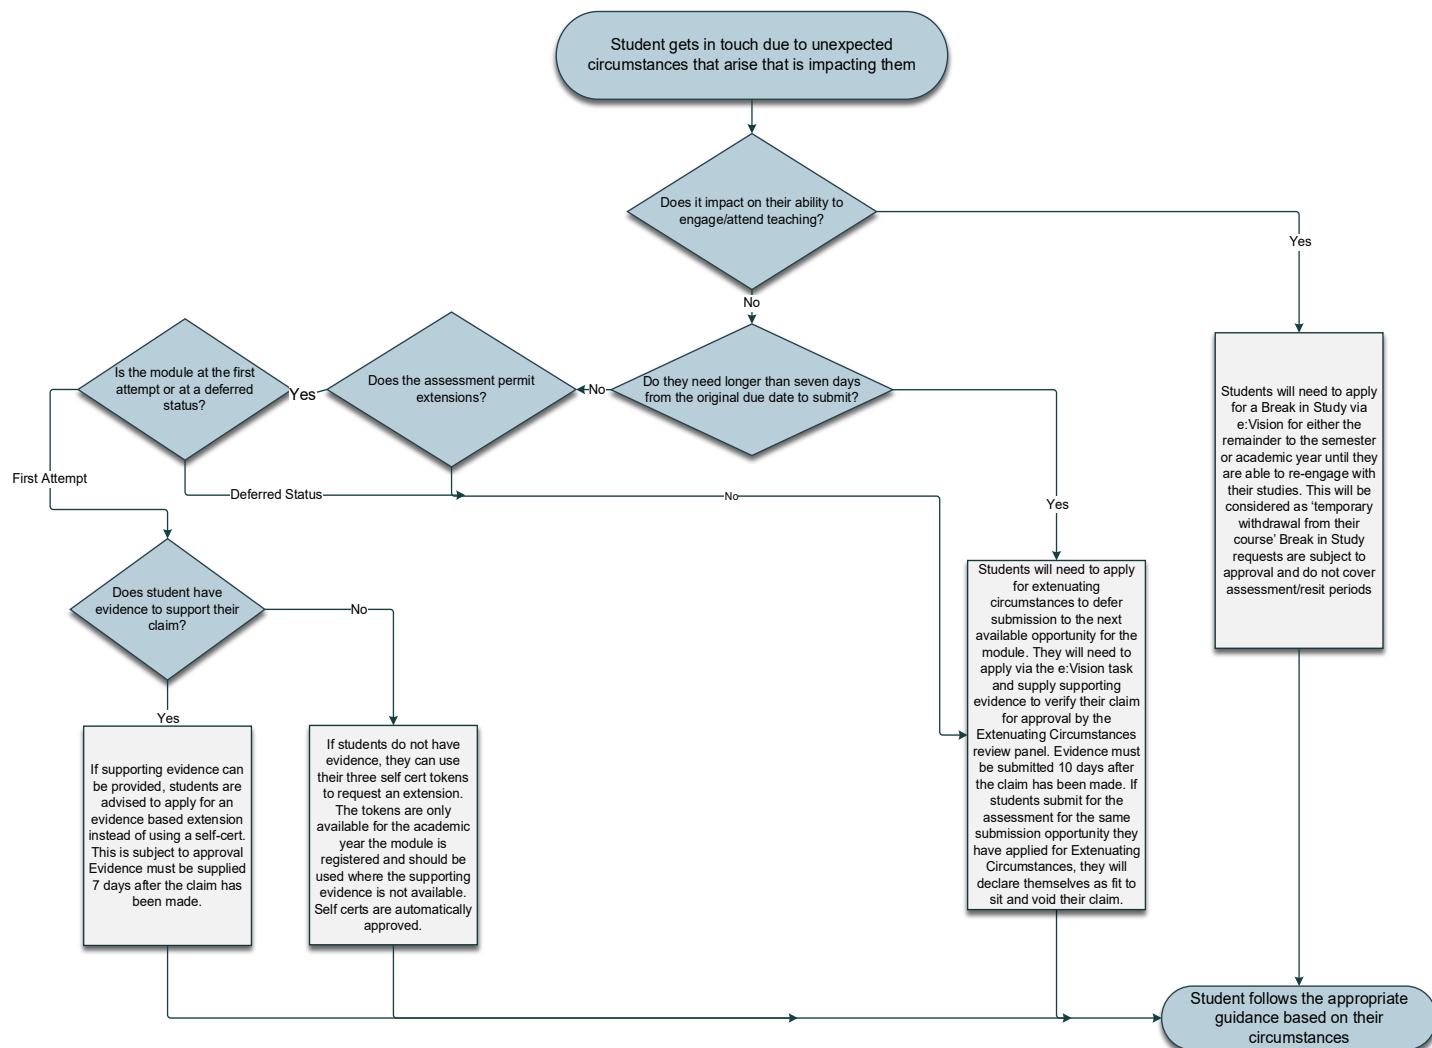 Student gets in touch due to unexpected
circumstances that arise that is impacting them
Does it impact on their ability to
engage/attend teaching?
Yes
No
Is the module at the first
attempt or at a deferred
status?
Yes
Does the assessment permit
extensions?
No
Do they need longer than seven days
from the original due date to submit?
Students will need to apply
for a Break in Study via
e:Vision for either the
remainder to the semester
or academic year until they
are able to re-engage with
their studies. This will be
considered as ‘temporary
withdrawal from their
course’ Break in Study
requests are subject to
approval and do not cover
assessment/resit periods
First Attempt
Deferred Status
No
Yes
Does student have
evidence to support their
claim?
No
Yes
Students will need to apply
for extenuating
circumstances to defer
submission to the next
available opportunity for the
module. They will need to
apply via the e:Vision task
and supply supporting
evidence to verify their claim
for approval by the
Extenuating Circumstances
review panel. Evidence must
be submitted 10 days after
the claim has been made. If
students submit for the
assessment for the same
submission opportunity they
have applied for Extenuating
Circumstances, they will
declare themselves as fit to
sit and void their claim.
If supporting evidence can
be provided, students are
advised to apply for an
evidence based extension
instead of using a self-cert.
This is subject to approval
Evidence must be supplied
7 days after the claim has
been made.
If students do not have
evidence, they can use
their three self cert tokens
to request an extension.
The tokens are only
available for the academic
year the module is
registered and should be
used where the supporting
evidence is not available.
Self certs are automatically
approved.
Student follows the appropriate
guidance based on their
circumstances